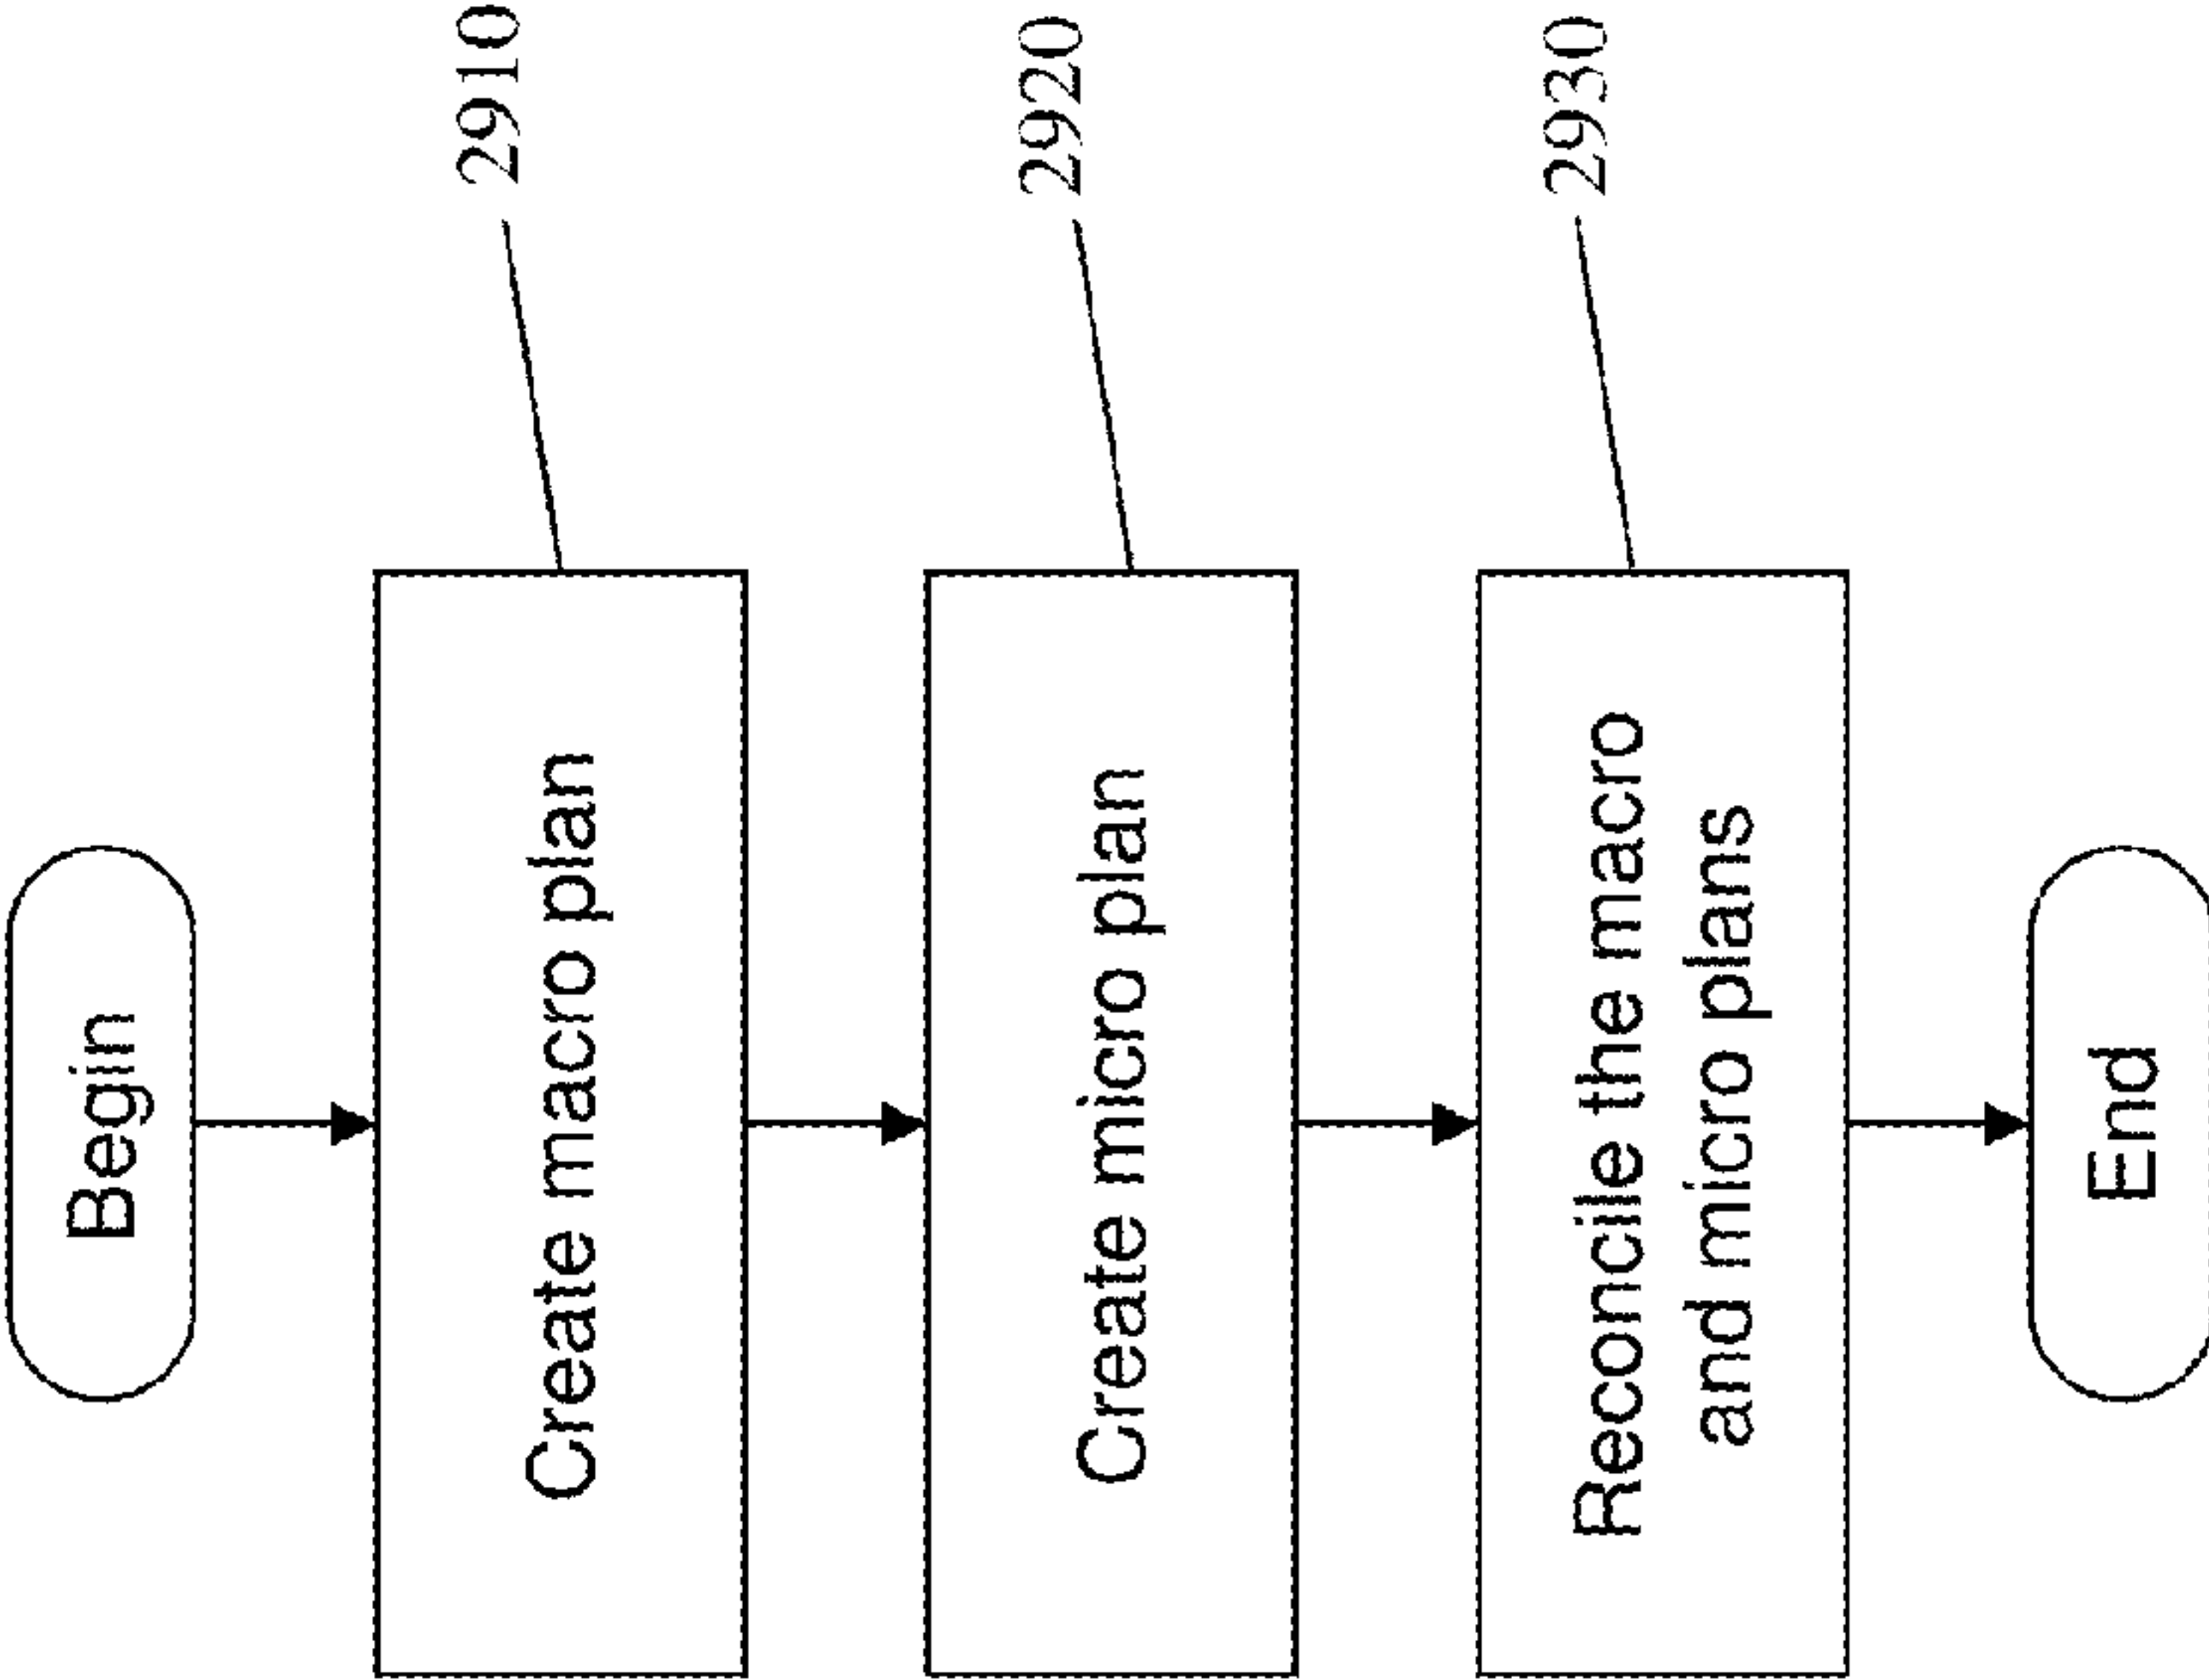 Begin
Create macro plan
2910
Create micro plan
2920
Reconcile the macro
and micro plans
2930
End